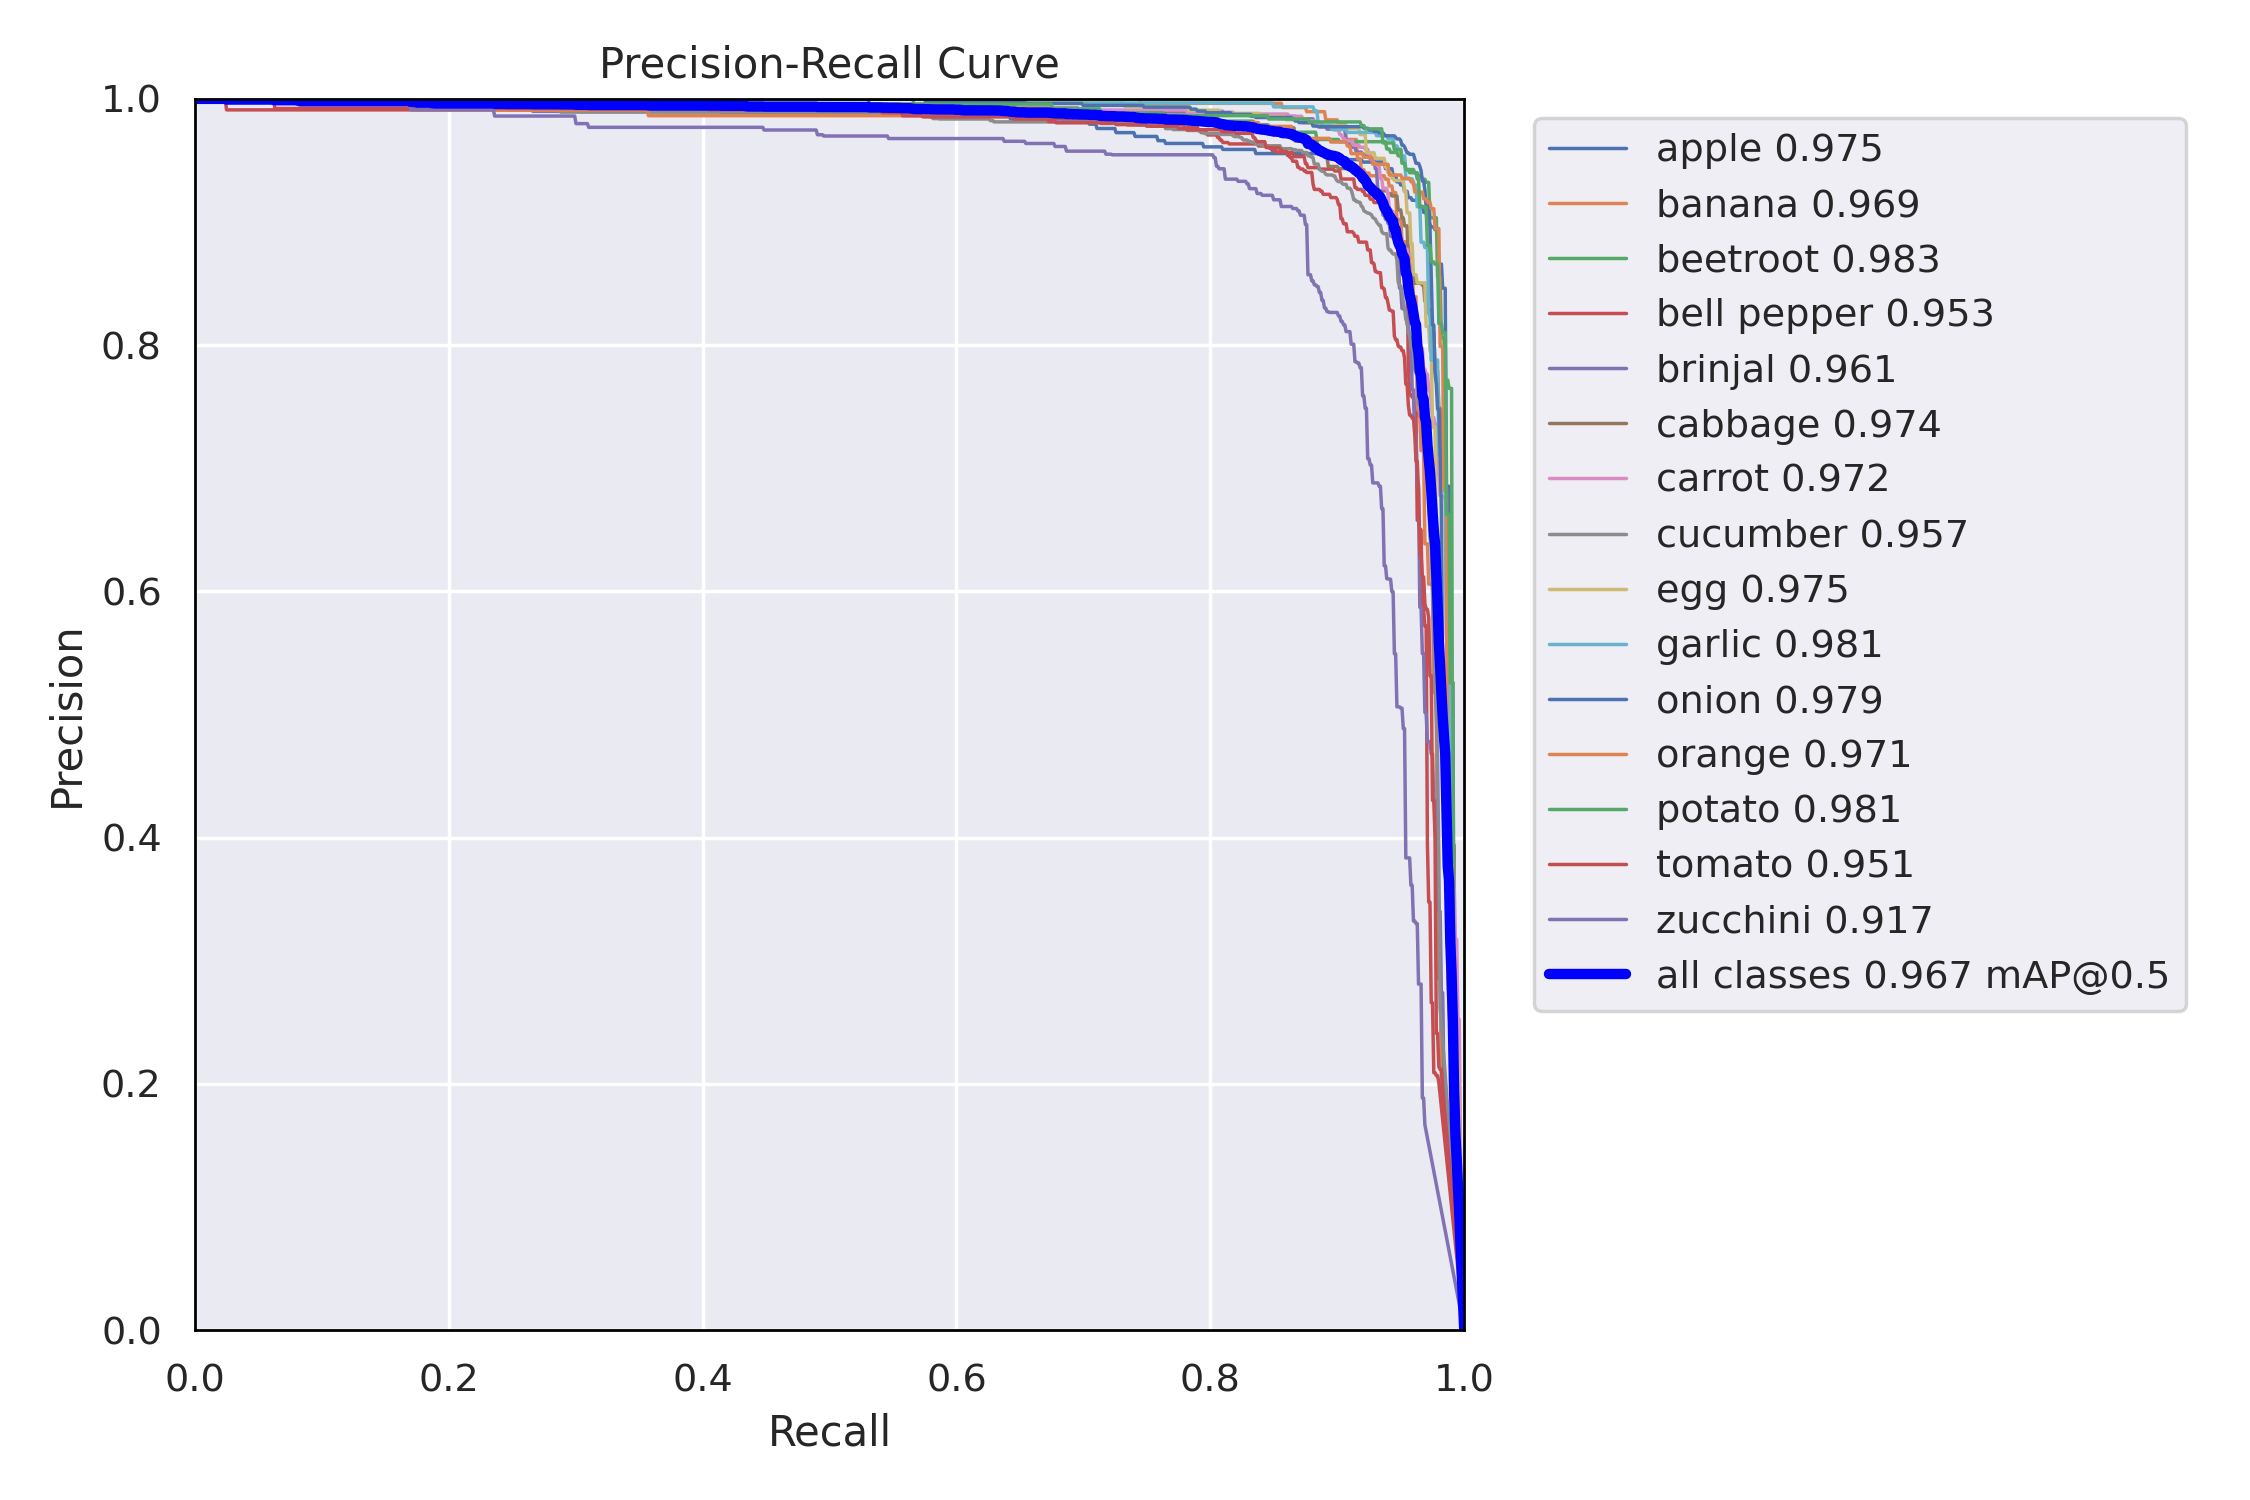 Precision-Recall Curve
1.0
0.8
0.6
0.4
0.2
0.0
Precision
0.0 0.2 0.4 0.6 0.8 1.0
Recall
apple 0.975
banana 0.969
beetroot 0.983
bell pepper 0.953
brinjal 0.961
cabbage 0.974
carrot 0.972
cucumber 0.957
egg 0.975
garlic 0.981
onion 0.979
orange 0.971
potato 0.981
tomato 0.951
zucchini 0.917
all classes 0.967 mAP@0.5